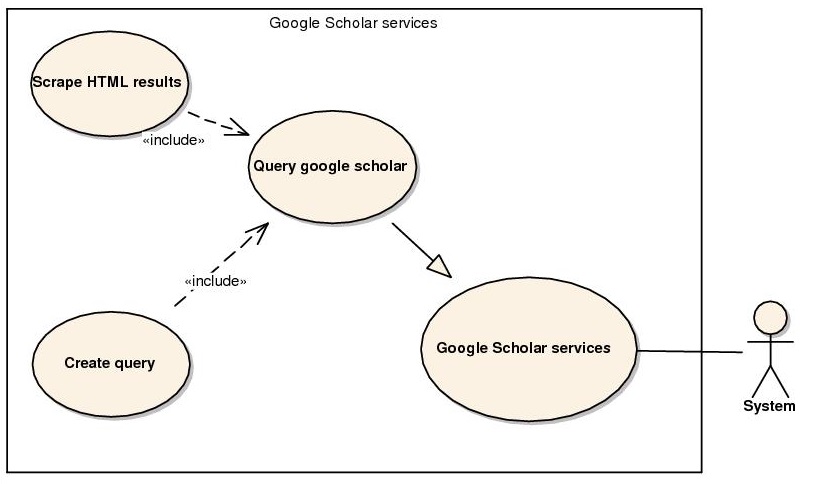 Google Scholar services
Scrape HTML results
«include»
Query google scholar
«include»
Google Scholar services
Create query
System